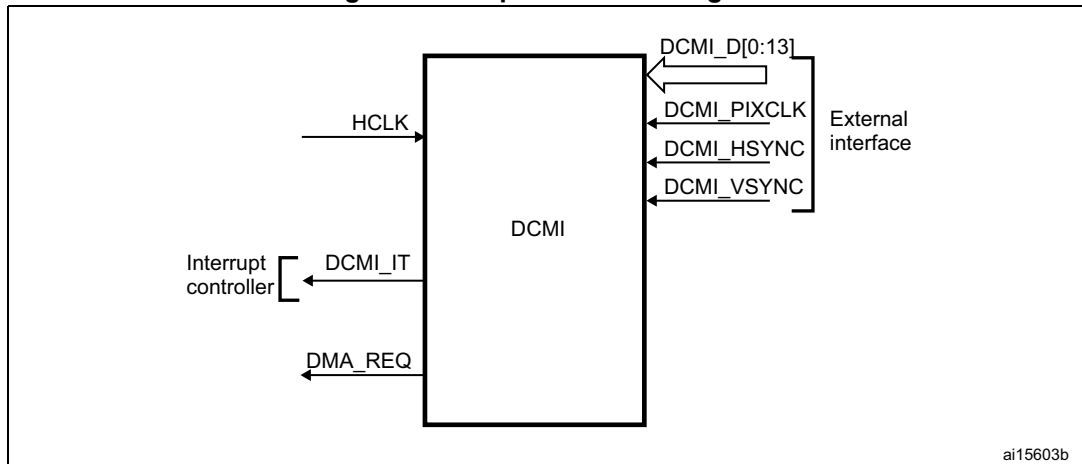 DCMI_D[0:13]
DCMI_PIXCLK
External
interface
HCLK
DCMI_HSYNC
DCMI_VSYNC
DCMI
Interrupt
controller
DCMI_IT
DMA_REQ
ai15603b